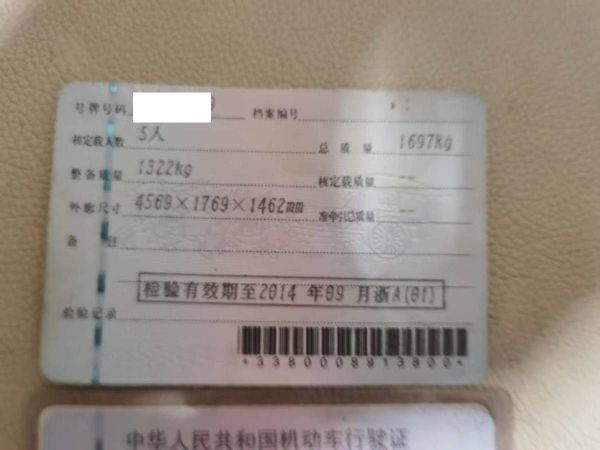 号牌号码 9 档案编号
核定载人数 5人 总质量 1697kg
整备质量 1322kg 核定载质量 --
外廓尺寸 4569×1769×1462mm 准牵引总质量 --
备注
检验有效期至2014年09月浙A(01)
检验记录
*3380008913800*
中华人民共和国机动车行驶证